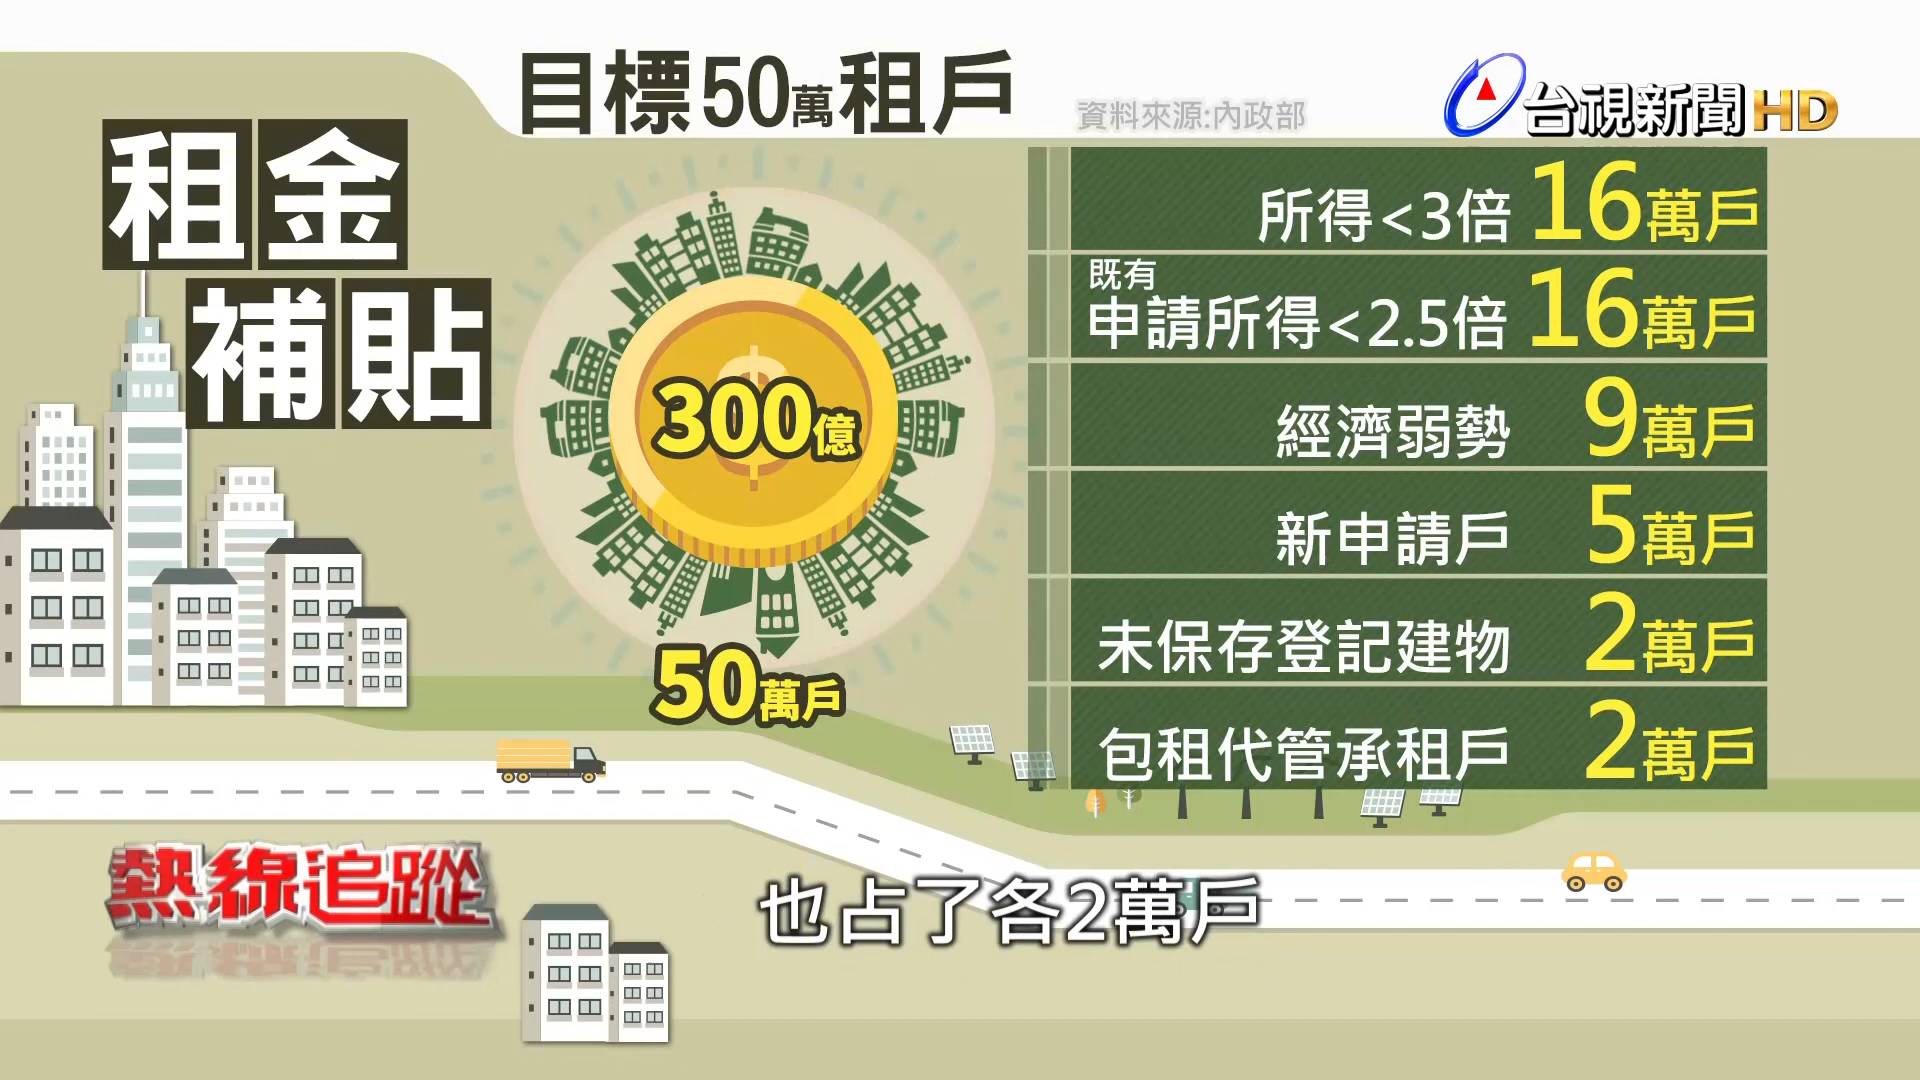 目標50萬租戶
資料來源:內政部
台視新聞HD
租金
補貼
300億
50萬戶
所得<3倍 16萬戶
既有
申請所得<2.5倍 16萬戶
經濟弱勢 9萬戶
新申請戶 5萬戶
未保存登記建物 2萬戶
包租代管承租戶 2萬戶
熱線追蹤
也占了各2萬戶